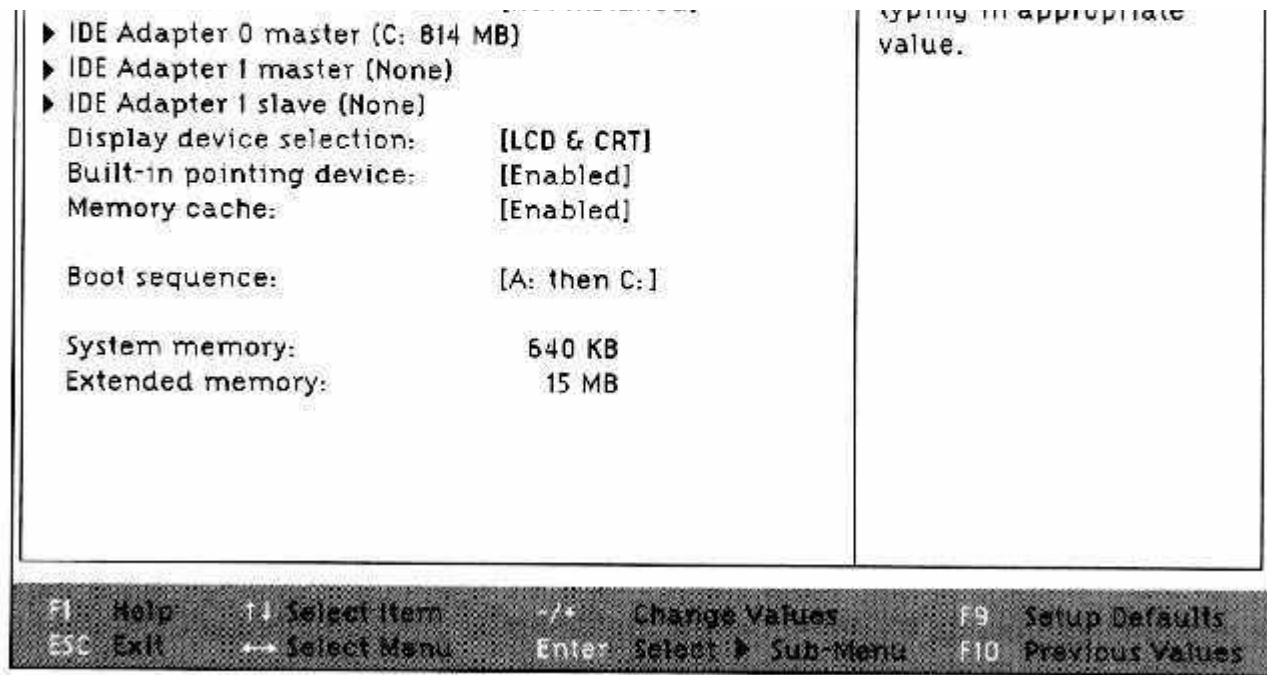 typing in appropriate
▶ IDE Adapter 0 master (C: 814 MB)
value.
▶ IDE Adapter 1 master (None)
▶ IDE Adapter 1 slave (None)
Display device selection: [LCD & CRT]
Built-in pointing device: [Enabled]
Memory cache: [Enabled]
Boot sequence: [A: then C:]
System memory: 640 KB
Extended memory: 15 MB
F1 Help ↑↓ Select Item -/+ Change Values F9 Setup Defaults
ESC Exit ←→ Select Menu Enter Select ▶ Sub-Menu F10 Previous Values